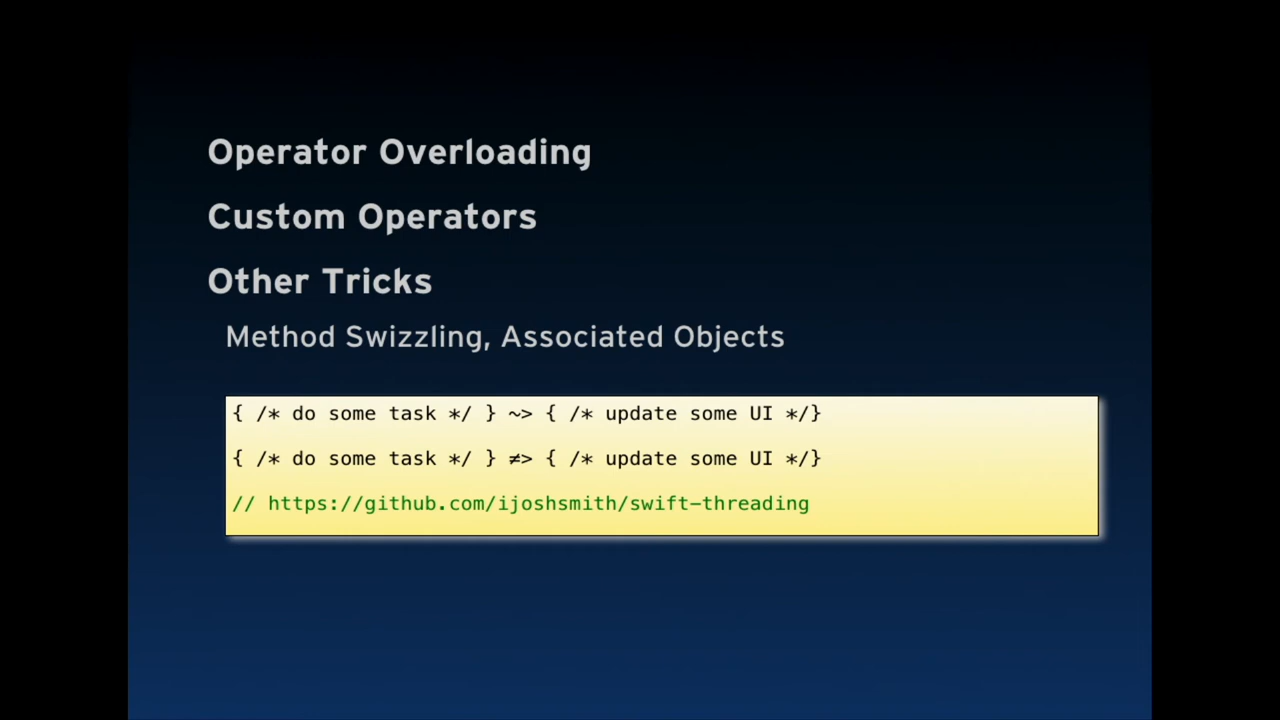 Operator Overloading
Custom Operators
Other Tricks
Method Swizzling, Associated Objects
{ /* do some task */ } ~> { /* update some UI */}
{ /* do some task */ } ≠> { /* update some UI */}
// https://github.com/ijoshsmith/swift-threading